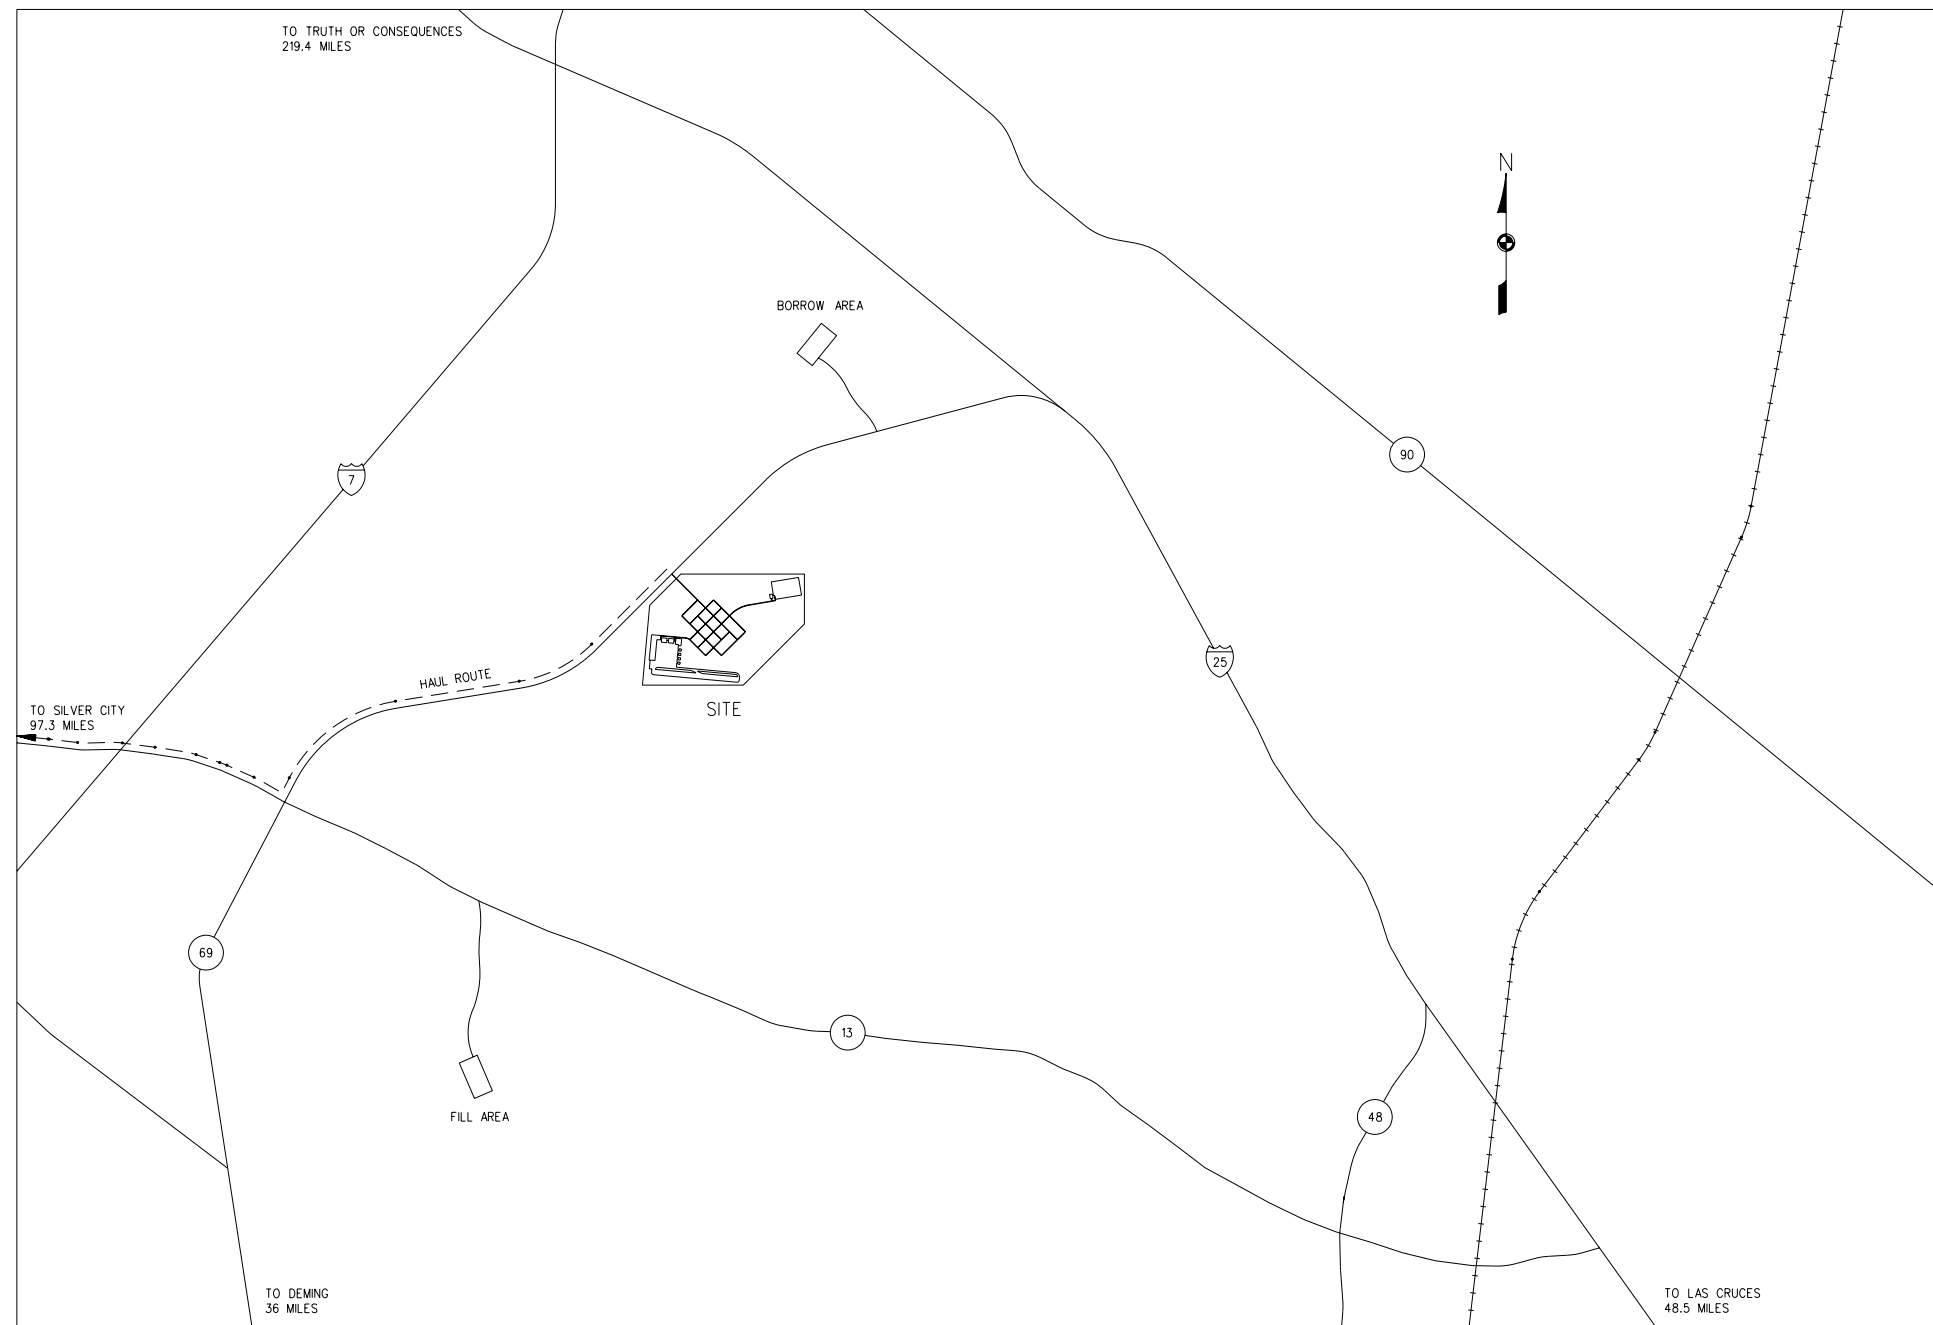 TO TRUTH OR CONSEQUENCES
219.4 MILES
N
BORROW AREA
90
7
25
HAUL ROUTE
SITE
TO SILVER CITY
97.3 MILES
69
13
FILL AREA
48
TO DEMING
36 MILES
TO LAS CRUCES
48.5 MILES